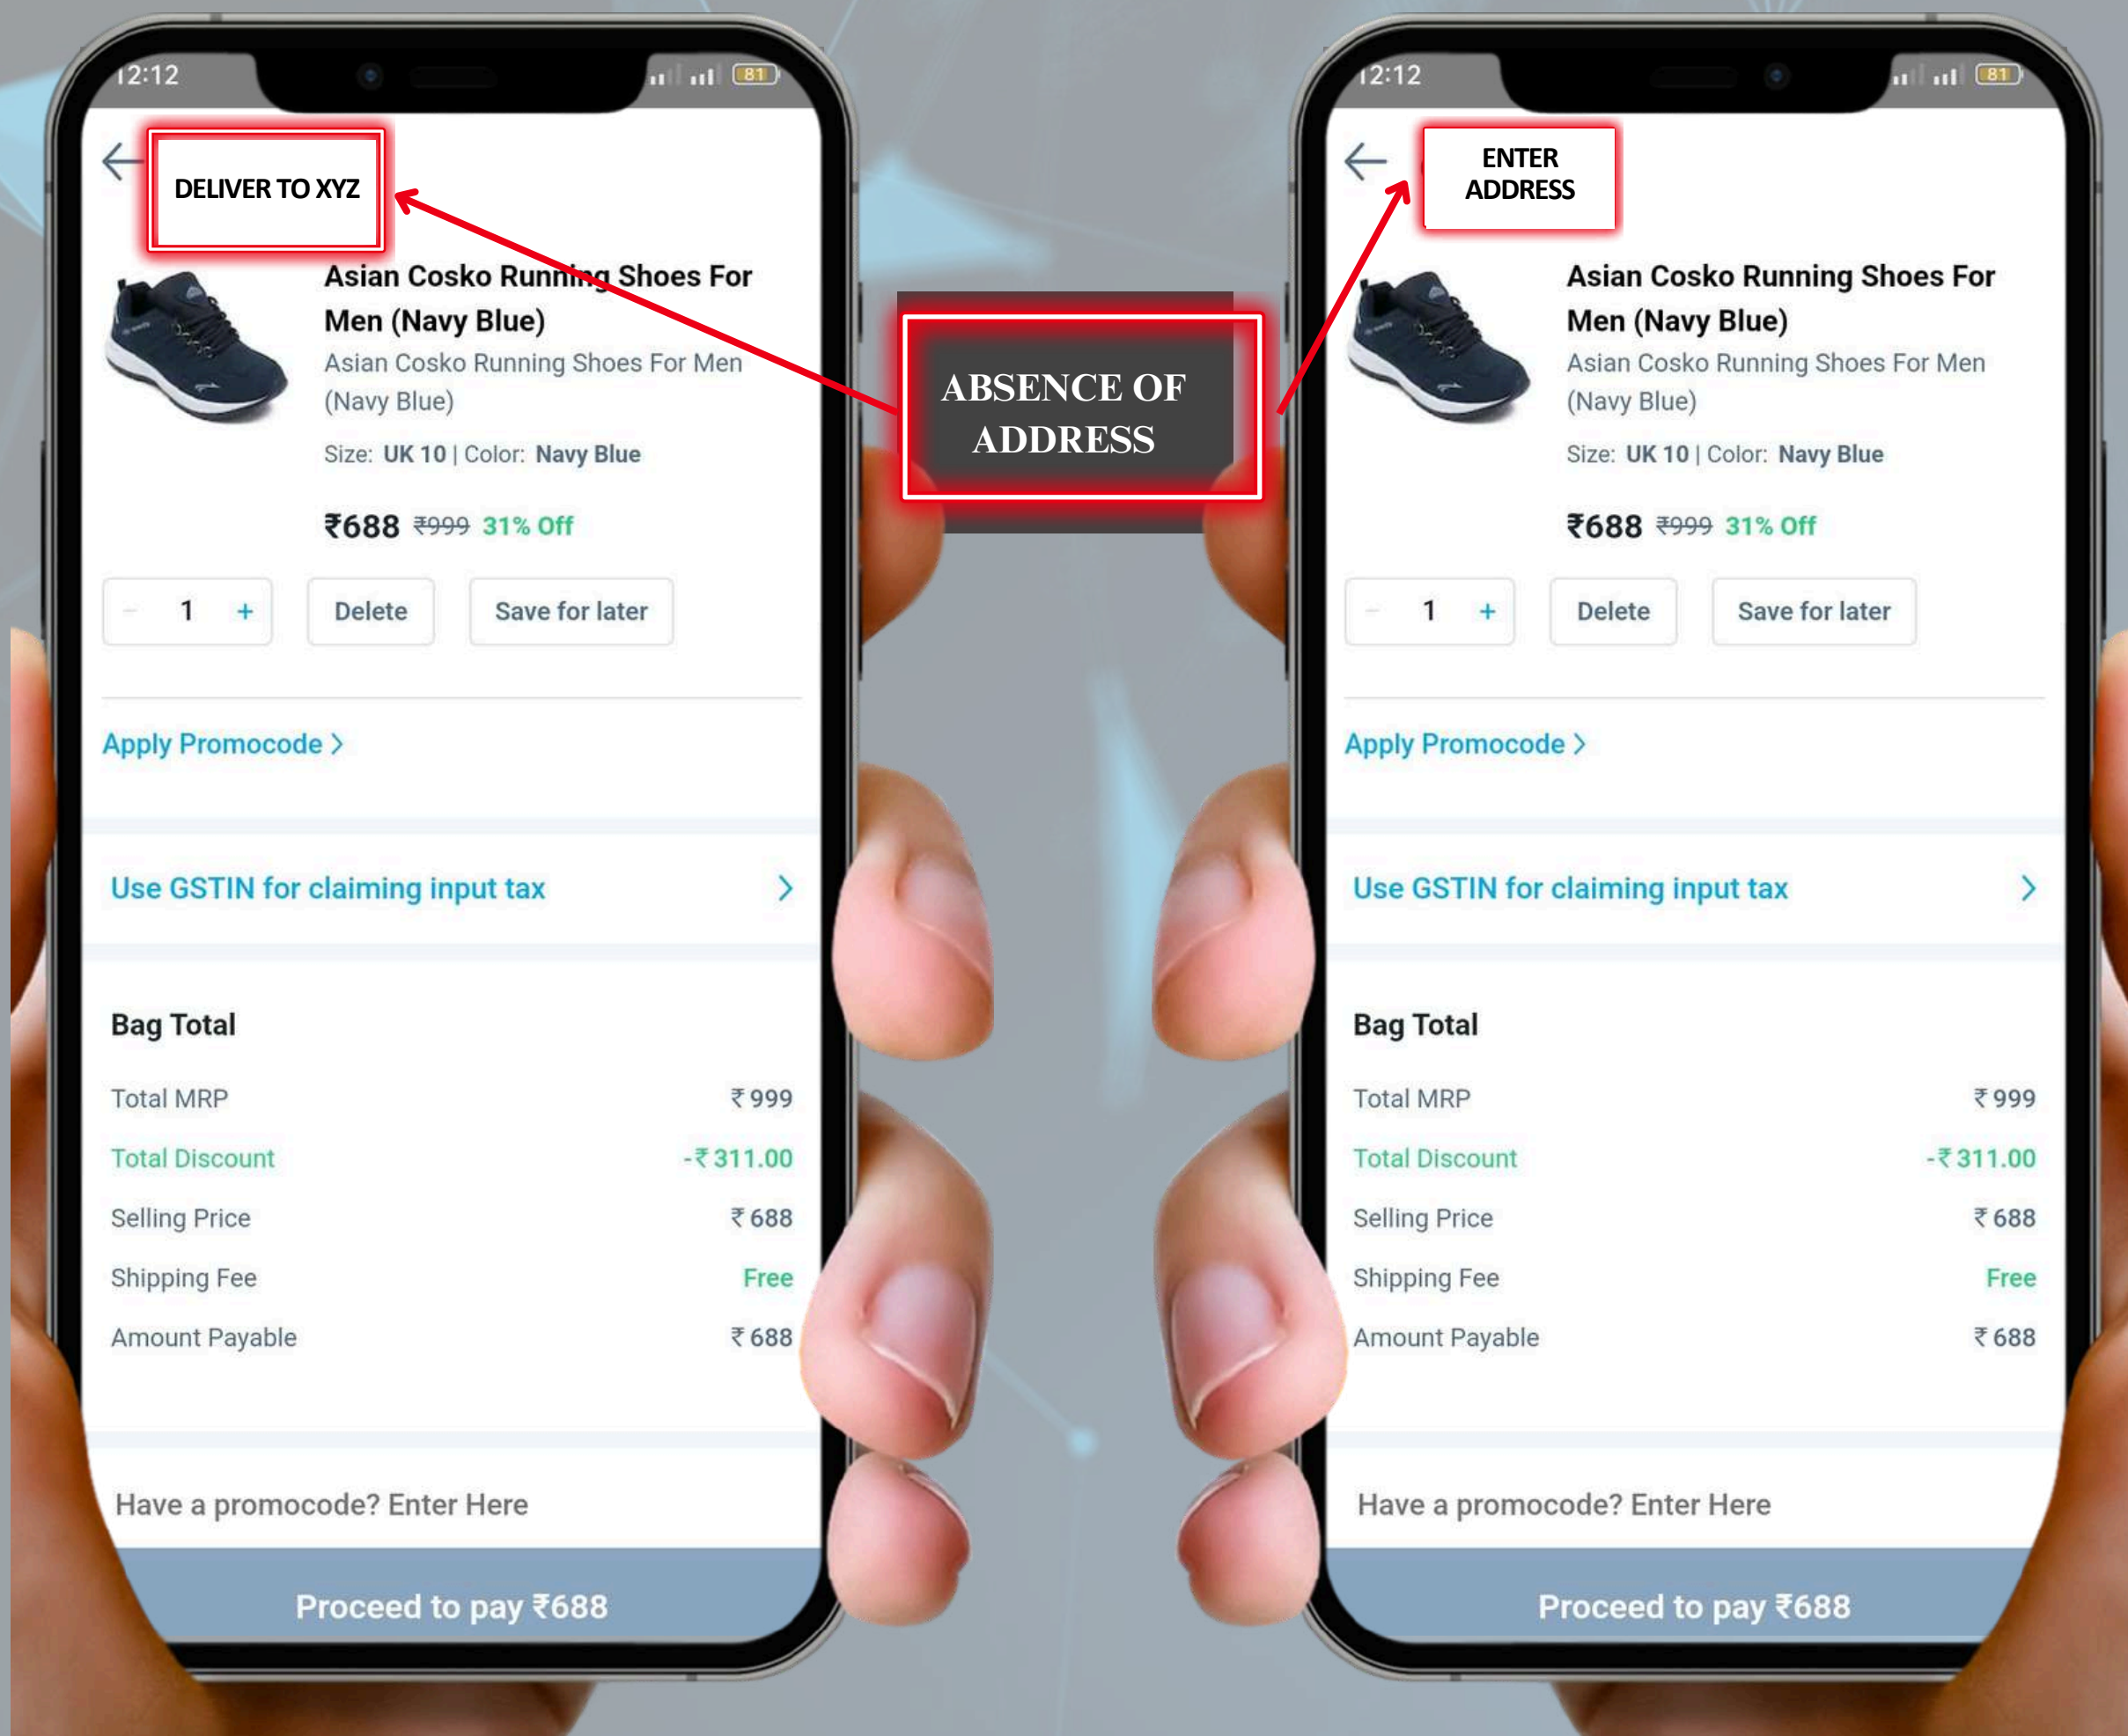 12:12
81
DELIVER TO XYZ
Asian Cosko Running Shoes For
Men (Navy Blue)
Asian Cosko Running Shoes For Men
(Navy Blue)
Size: UK 10 | Color: Navy Blue
₹688 ₹999 31% Off
- 1 + Delete Save for later
Apply Promocode >
Use GSTIN for claiming input tax >
Bag Total
Total MRP ₹999
Total Discount -₹311.00
Selling Price ₹688
Shipping Fee Free
Amount Payable ₹688
Have a promocode? Enter Here
Proceed to pay ₹688
ABSENCE OF
ADDRESS
12:12
81
ENTER
ADDRESS
Asian Cosko Running Shoes For
Men (Navy Blue)
Asian Cosko Running Shoes For Men
(Navy Blue)
Size: UK 10 | Color: Navy Blue
₹688 ₹999 31% Off
- 1 + Delete Save for later
Apply Promocode >
Use GSTIN for claiming input tax >
Bag Total
Total MRP ₹999
Total Discount -₹311.00
Selling Price ₹688
Shipping Fee Free
Amount Payable ₹688
Have a promocode? Enter Here
Proceed to pay ₹688